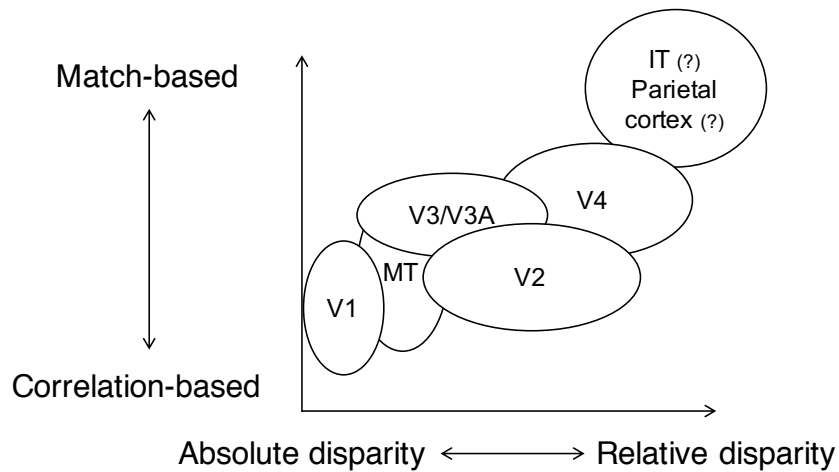 Match-based
IT (?)
Parietal
cortex (?)
V4
V3/V3A
MT
V2
V1
Correlation-based
Absolute disparity
Relative disparity